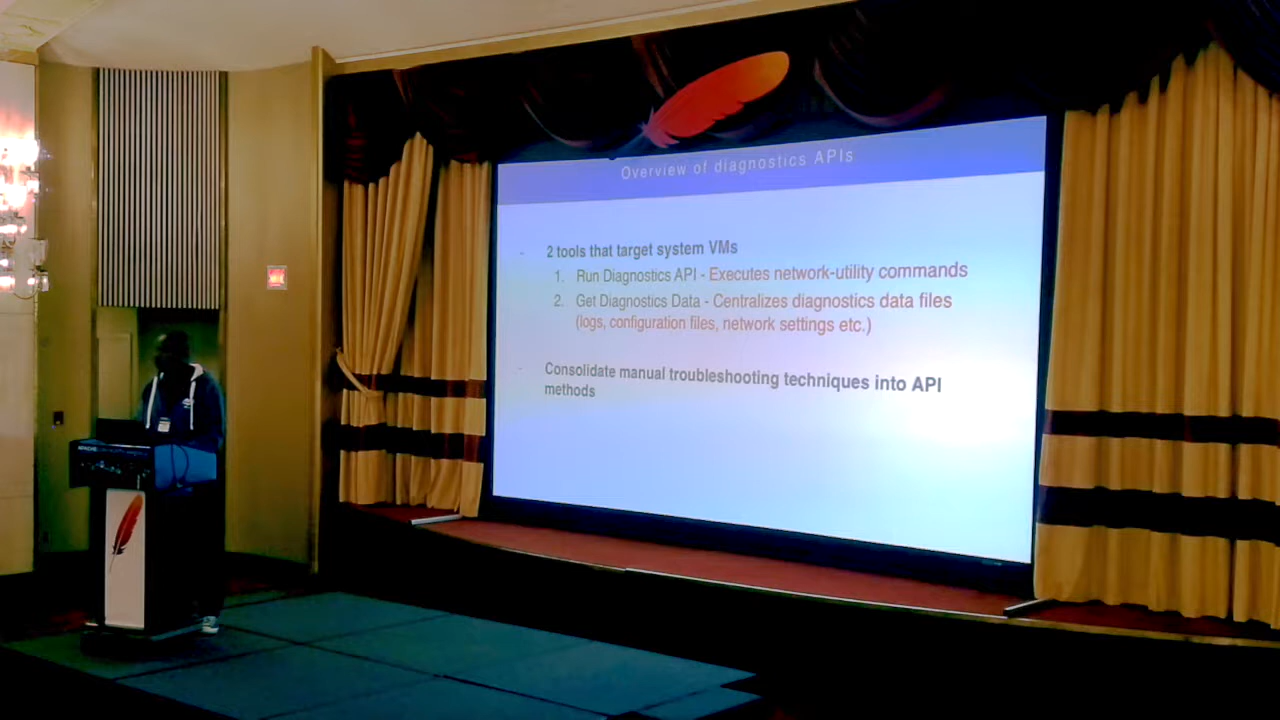 Overview of diagnostics APIs
- 2 tools that target system VMs
1. Run Diagnostics API - Executes network-utility commands
2. Get Diagnostics Data - Centralizes diagnostics data files
(logs, configuration files, network settings etc.)
- Consolidate manual troubleshooting techniques into API
methods
APACHE